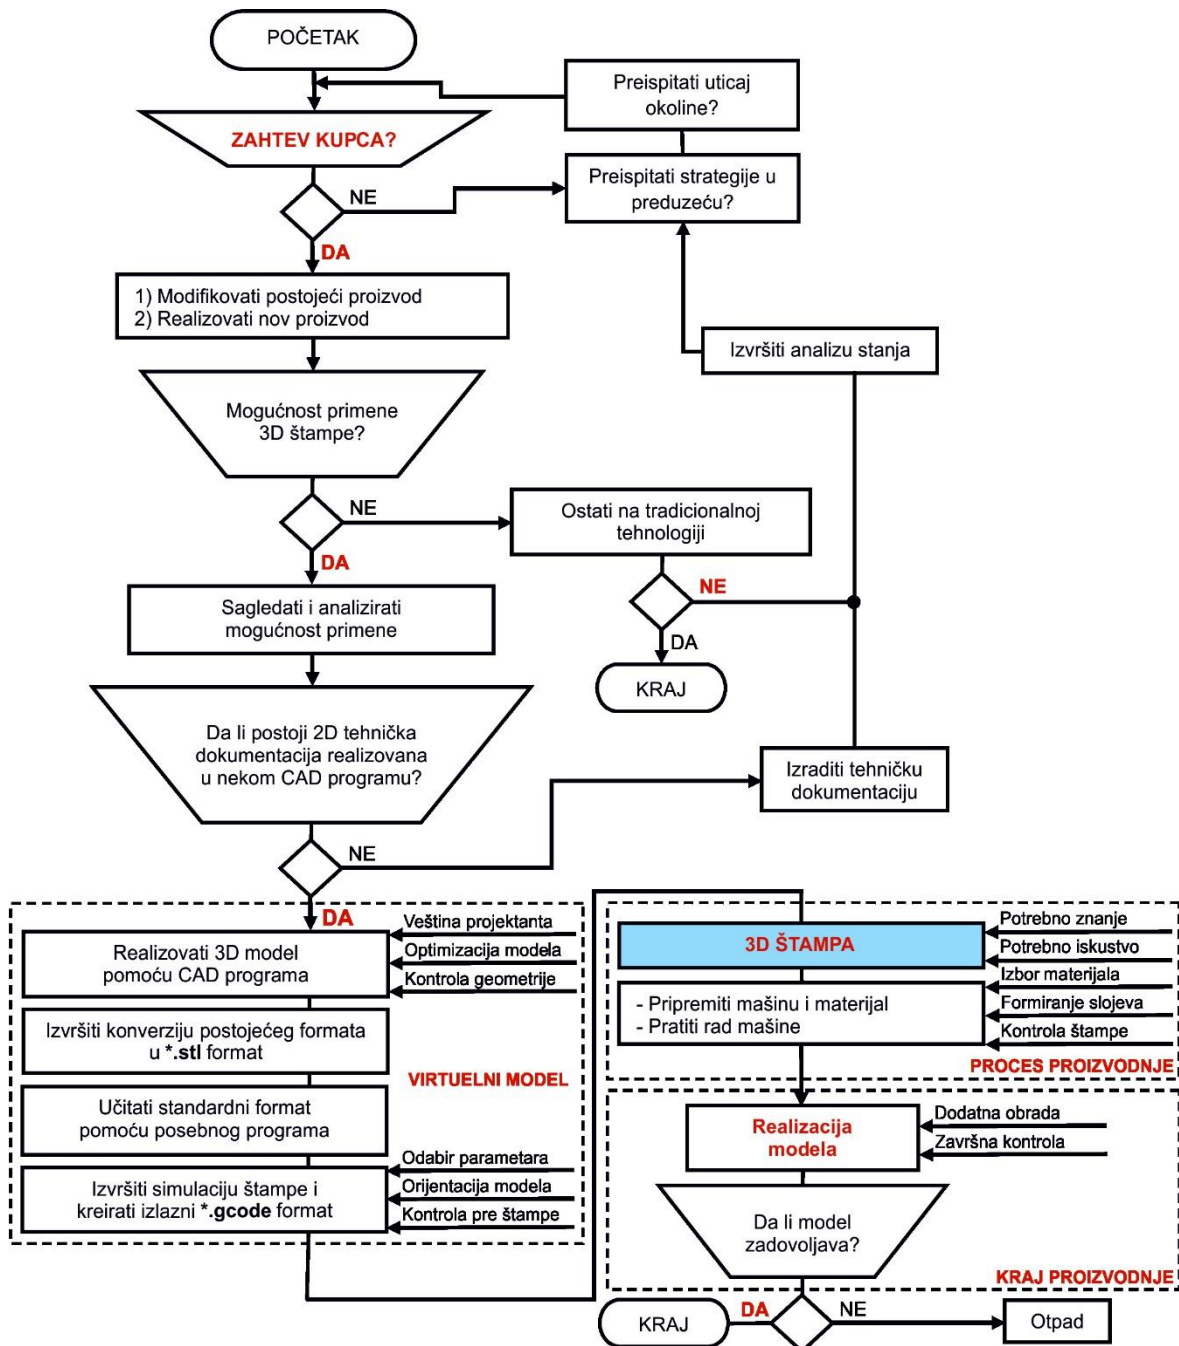 POČETAK
Preispitati uticaj
okoline?
ZAHTEV KUPCA?
NE
Preispitati strategije u
preduzeću?
DA
1) Modifikovati postojeći proizvod
2) Realizovati nov proizvod
Izvršiti analizu stanja
Mogućnost primene
3D štampe?
NE
Ostati na tradicionalnoj
tehnologiji
DA
NE
Sagledati i analizirati
mogućnost primene
DA
KRAJ
Da li postoji 2D tehnička
dokumentacija realizovana
u nekom CAD programu?
Izraditi tehničku
dokumentaciju
NE
DA
Realizovati 3D model
pomoću CAD programa
Veština projektanta
Optimizacija modela
Kontrola geometrije
Izvršiti konverziju postojećeg formata
u *.stl format
VIRTUELNI MODEL
Učitati standardni format
pomoću posebnog programa
Izvršiti simulaciju štampe i
kreirati izlazni *.gcode format
Odabir parametara
Orijentacija modela
Kontrola pre štampe
3D ŠTAMPA
Potrebno znanje
Potrebno iskustvo
- Pripremiti mašinu i materijal
- Pratiti rad mašine
Izbor materijala
Formiranje slojeva
Kontrola štampe
PROCES PROIZVODNJE
Realizacija
modela
Dodatna obrada
Završna kontrola
Da li model
zadovoljava?
KRAJ PROIZVODNJE
KRAJ
DA
NE
Otpad